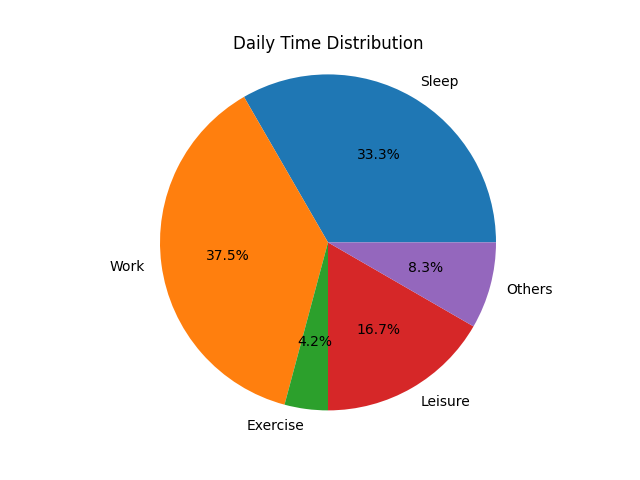 Daily Time Distribution
Sleep
33.3%
37.5%
Work
8.3%
Others
16.7%
4.2%
Leisure
Exercise